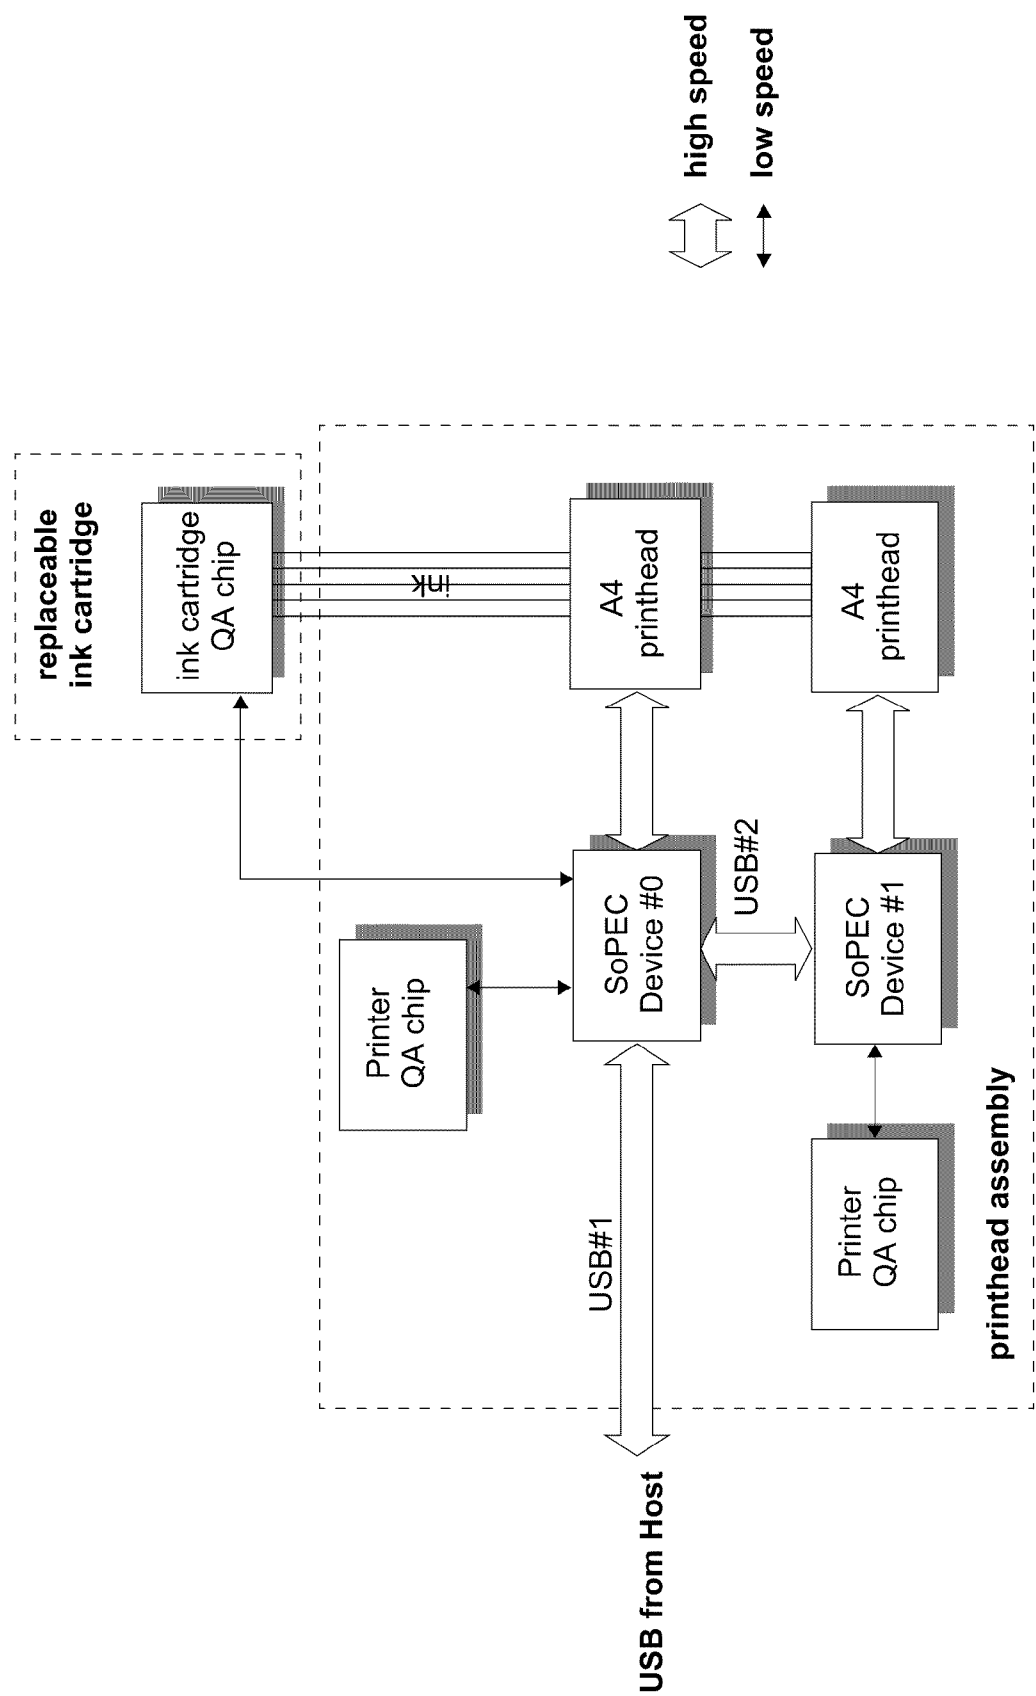 replaceable
ink cartridge
ink cartridge
QA chip
ink
Printer
QA chip
USB#1
USB from Host
SoPEC
Device #0
A4
printhead
USB#2
Printer
QA chip
SoPEC
Device #1
A4
printhead
printhead assembly
high speed
low speed